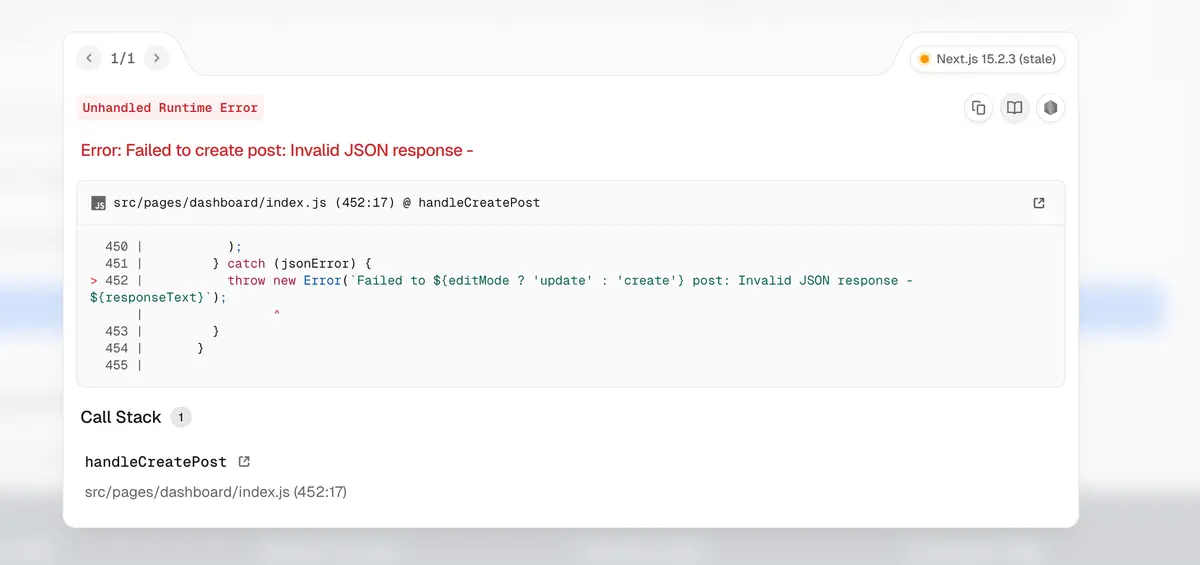 1/1
Next.js 15.2.3 (stale)
Unhandled Runtime Error
Error: Failed to create post: Invalid JSON response -
JS src/pages/dashboard/index.js (452:17) @ handleCreatePost
450 |           );
451 |         } catch (jsonError) {
> 452 |           throw new Error(`Failed to ${editMode ? 'update' : 'create'} post: Invalid JSON response -
${responseText}`);
|                 ^
453 |         }
454 |       }
455 |
Call Stack 1
handleCreatePost
src/pages/dashboard/index.js (452:17)